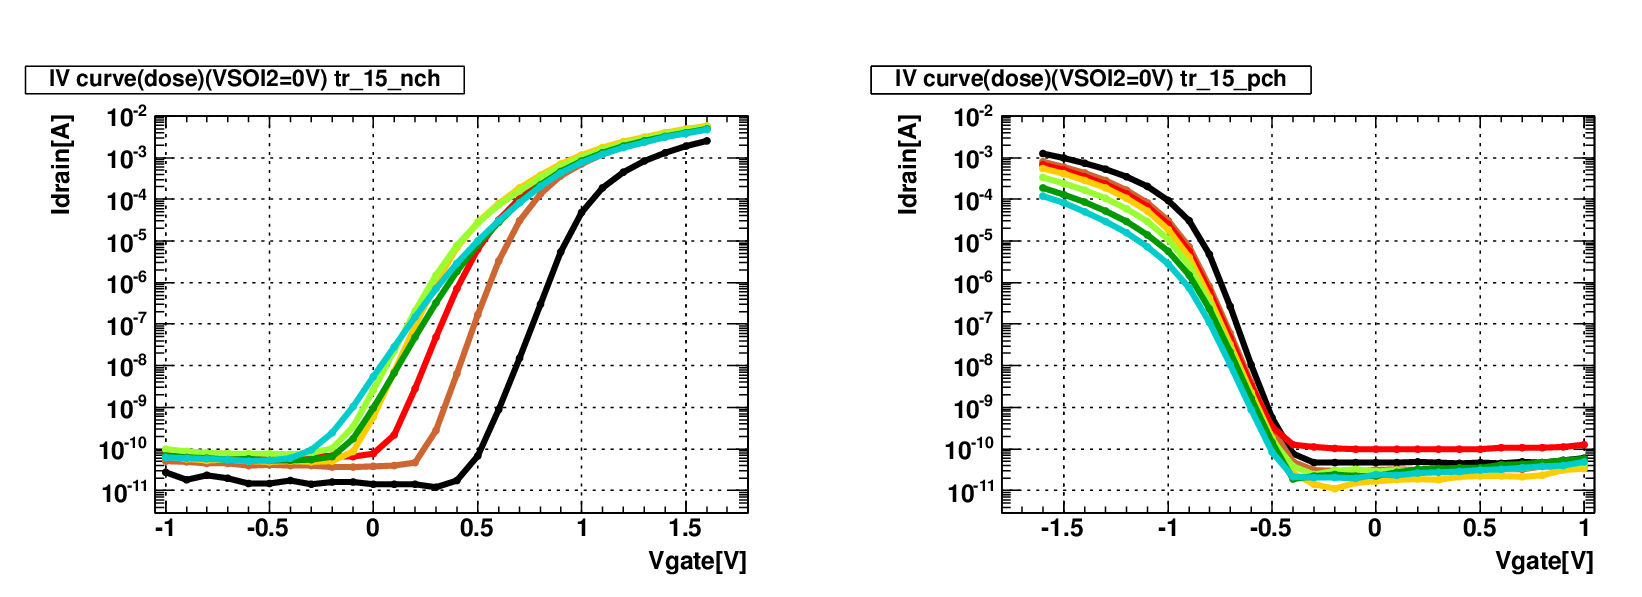 IV curve(dose)(VSOI2=0V) tr_15_nch
Idrain[A]
10-2
10-3
10-4
10-5
10-6
10-7
10-8
10-9
10-10
10-11
-1 -0.5 0 0.5 1 1.5
Vgate[V]
IV curve(dose)(VSOI2=0V) tr_15_pch
Idrain[A]
10-2
10-3
10-4
10-5
10-6
10-7
10-8
10-9
10-10
10-11
-1.5 -1 -0.5 0 0.5 1
Vgate[V]